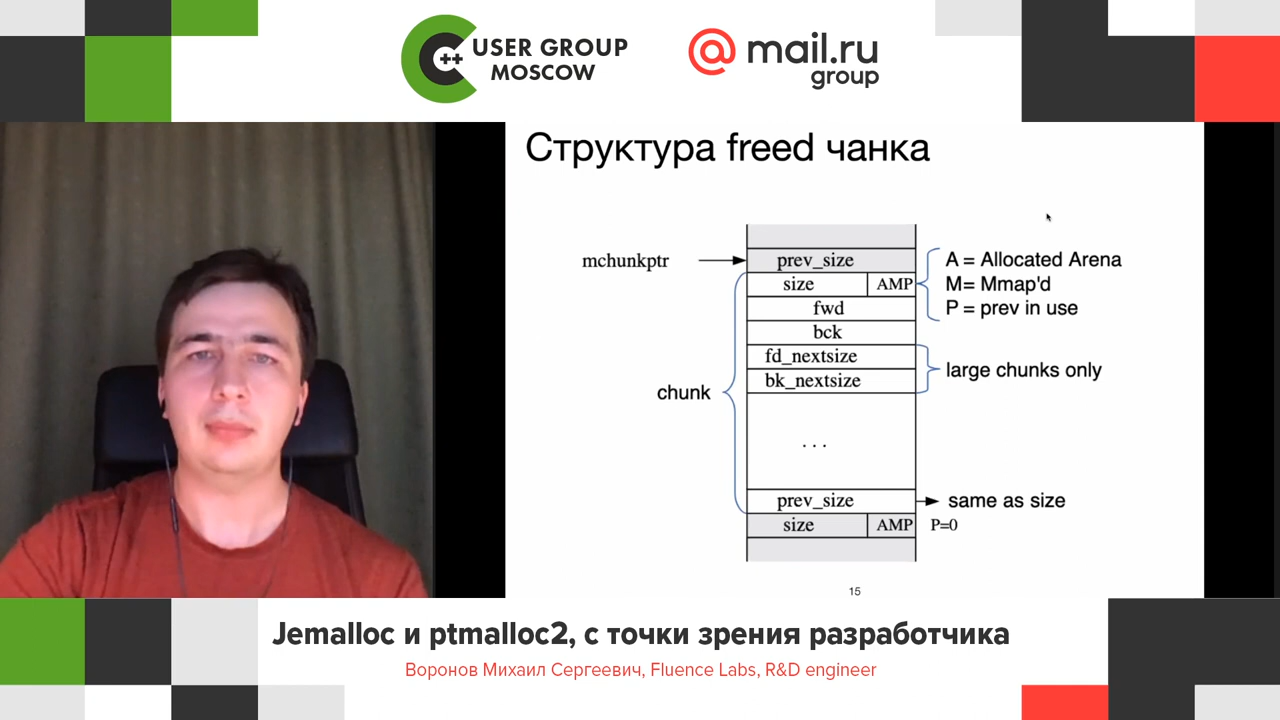 C++ USER GROUP
MOSCOW
@ mail.ru
group
Структура freed чанка
mchunkptr
prev_size
size
AMP
fwd
bck
fd_nextsize
bk_nextsize
. . .
prev_size
size
AMP
chunk
A = Allocated Arena
M= Mmap'd
P = prev in use
large chunks only
same as size
P=0
15
Jemalloc и ptmalloc2, с точки зрения разработчика
Воронов Михаил Сергеевич, Fluence Labs, R&D engineer